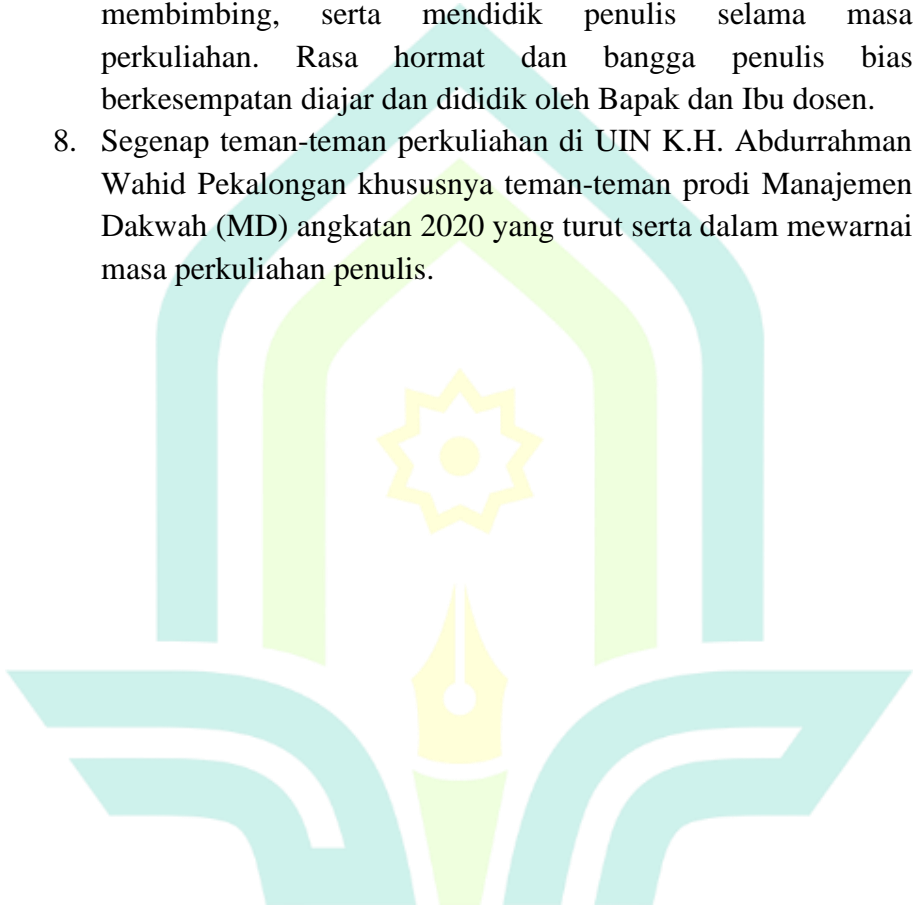 membimbing, serta mendidik penulis selama masa
perkuliahan. Rasa hormat dan bangga penulis bias
berkesempatan diajar dan dididik oleh Bapak dan Ibu dosen.
8. Segenap teman-teman perkuliahan di UIN K.H. Abdurrahman
Wahid Pekalongan khususnya teman-teman prodi Manajemen
Dakwah (MD) angkatan 2020 yang turut serta dalam mewarnai
masa perkuliahan penulis.